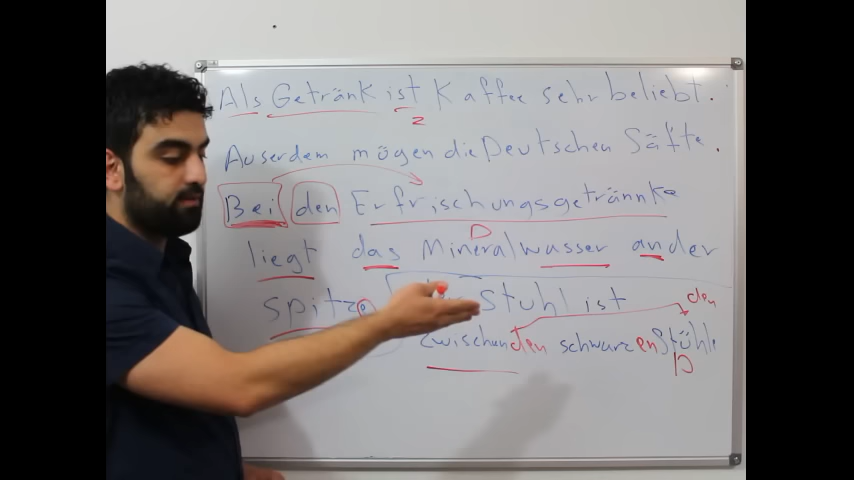 Als Getränk ist Kaffee sehr beliebt.
2
Auserdem mögen die Deutschen Säfte.
Bei den Erfrischungsgetrännke
D
liegt das Mineralwasser an der
spitze Stuhl ist
den
zwischen den schwarzen Stühle
D